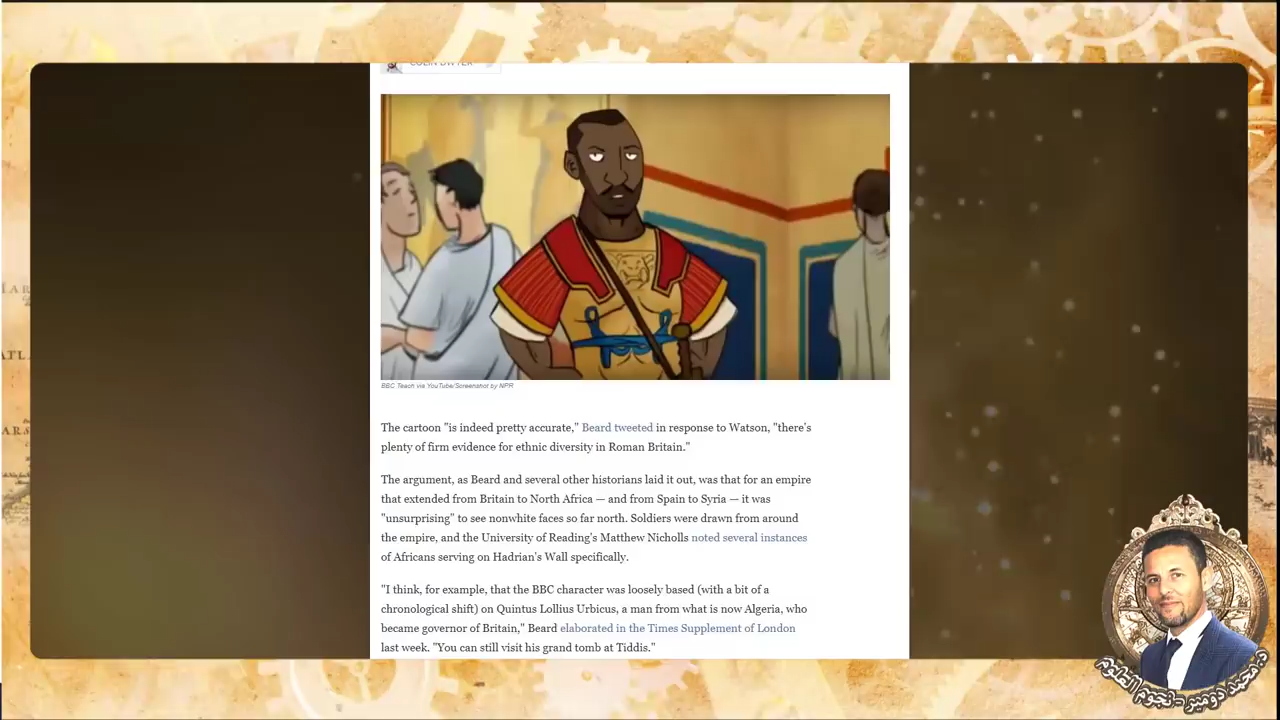 COLIN DWYER
BBC Teach via YouTube/Screenshot by NPR
The cartoon "is indeed pretty accurate," Beard tweeted in response to Watson, "there's
plenty of firm evidence for ethnic diversity in Roman Britain."
The argument, as Beard and several other historians laid it out, was that for an empire
that extended from Britain to North Africa — and from Spain to Syria — it was
"unsurprising" to see nonwhite faces so far north. Soldiers were drawn from around
the empire, and the University of Reading's Matthew Nicholls noted several instances
of Africans serving on Hadrian's Wall specifically.
"I think, for example, that the BBC character was loosely based (with a bit of a
chronological shift) on Quintus Lollius Urbicus, a man from what is now Algeria, who
became governor of Britain," Beard elaborated in the Times Supplement of London
last week. "You can still visit his grand tomb at Tiddis."
د. محمد دومير - نجوم العلوم